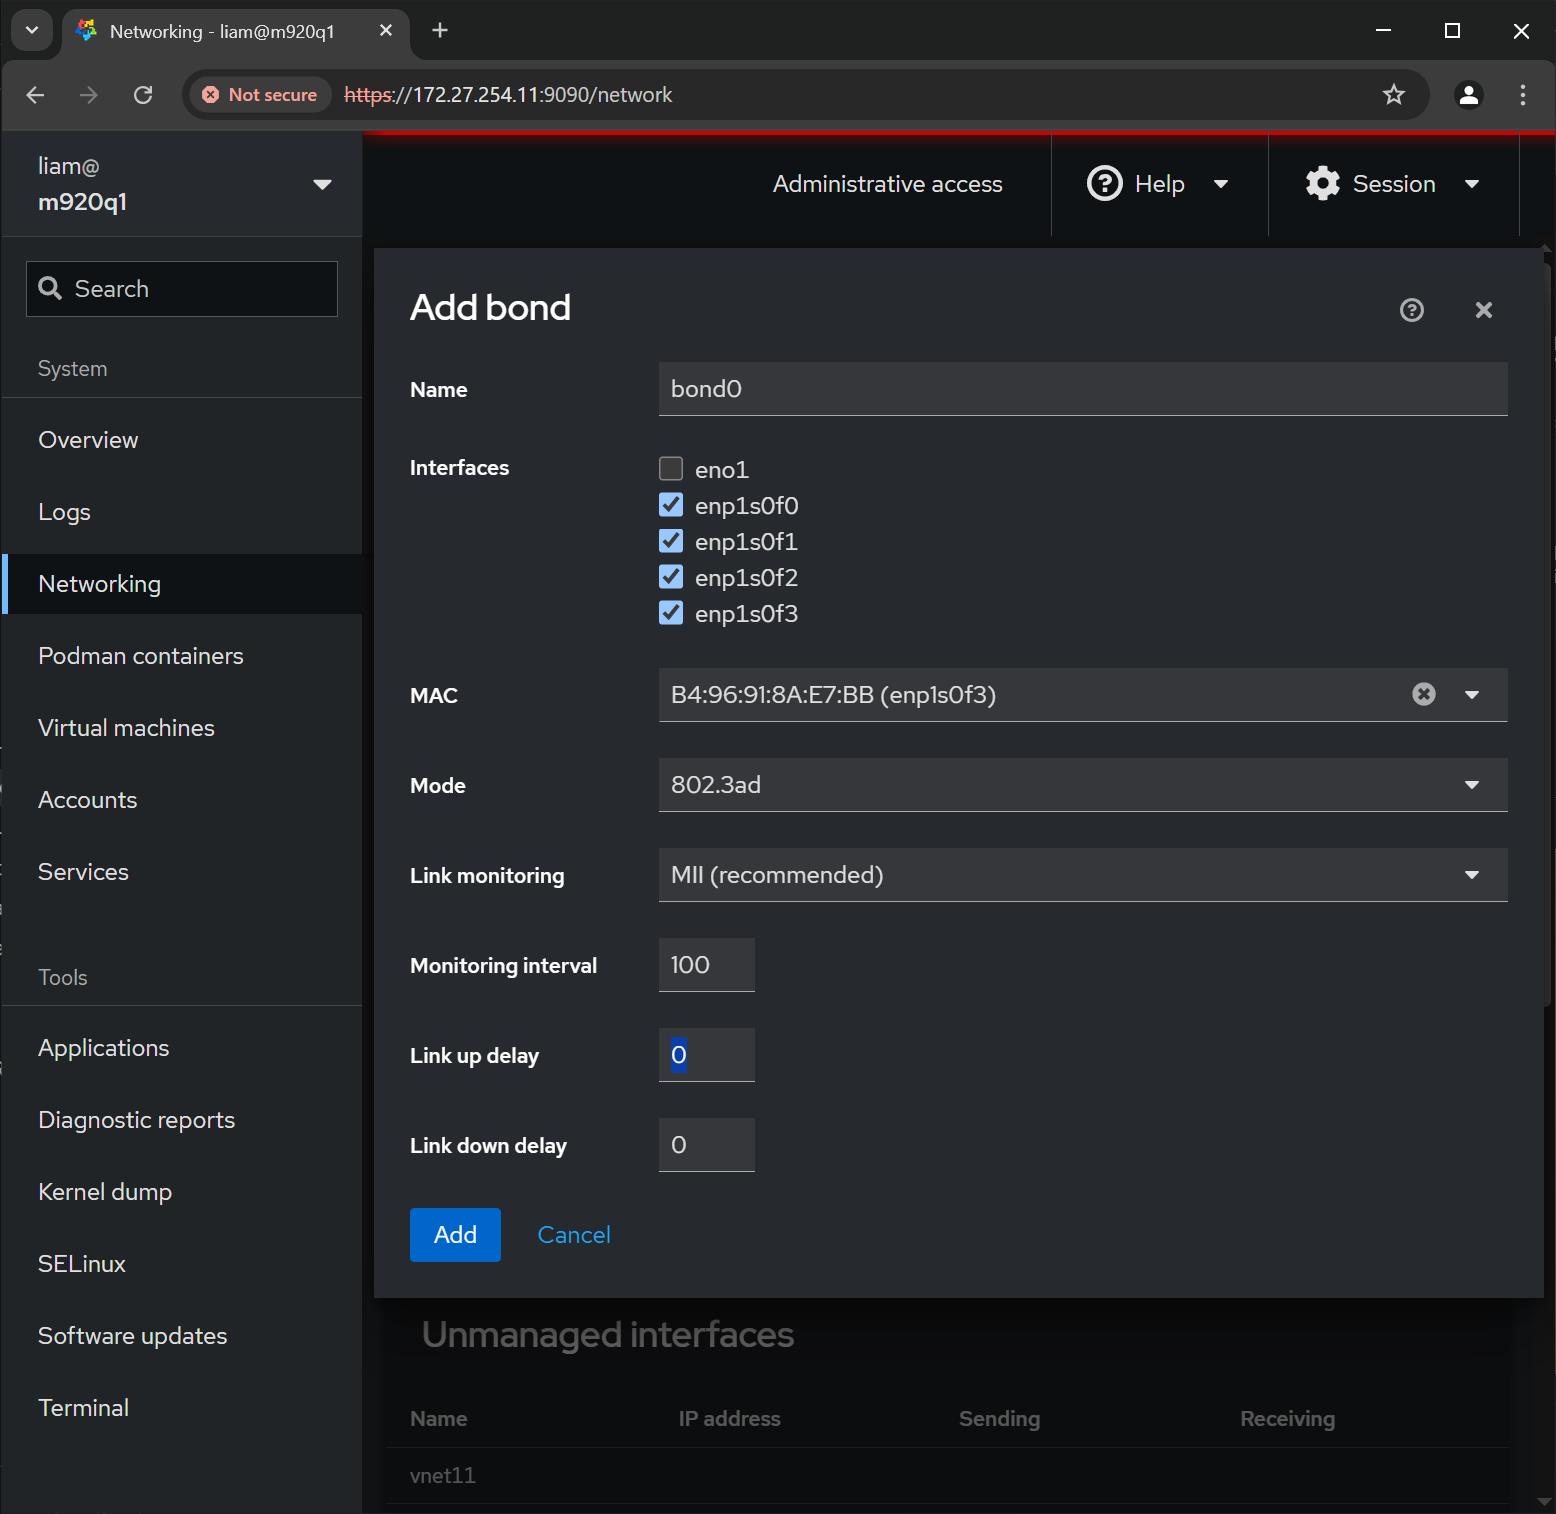 Networking - liam@m920q1
Not secure https://172.27.254.11:9090/network
liam@
m920q1
Administrative access
Help
Session
Search
System
Overview
Logs
Networking
Podman containers
Virtual machines
Accounts
Services
Tools
Applications
Diagnostic reports
Kernel dump
SELinux
Software updates
Terminal
Add bond
Name bond0
Interfaces eno1
enp1s0f0
enp1s0f1
enp1s0f2
enp1s0f3
MAC B4:96:91:8A:E7:BB (enp1s0f3)
Mode 802.3ad
Link monitoring MII (recommended)
Monitoring interval 100
Link up delay 0
Link down delay 0
Add Cancel
Unmanaged interfaces
Name IP address Sending Receiving
vnet11